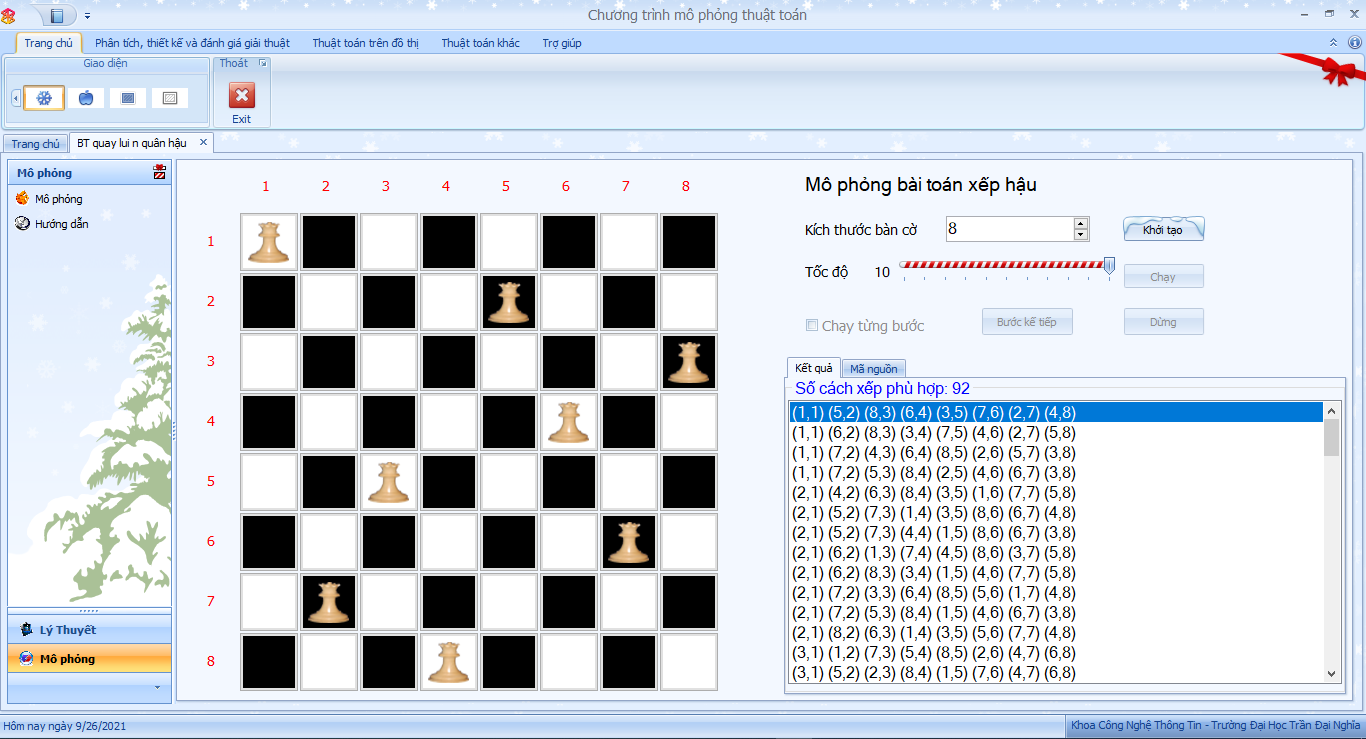 Chương trình mô phỏng thuật toán
Trang chủ
Phân tích, thiết kế và đánh giá giải thuật
Thuật toán trên đồ thị
Thuật toán khác
Trợ giúp
Giao diện
Thoát
Exit
Trang chủ
BT quay lui n quân hậu
Mô phỏng
Mô phỏng
Hướng dẫn
Lý Thuyết
Mô phỏng
1 2 3 4 5 6 7 8
1
2
3
4
5
6
7
8
Mô phỏng bài toán xếp hậu
Kích thước bàn cờ 8 Khởi tạo
Tốc độ 10 Chạy
Chạy từng bước Bước kế tiếp Dừng
Kết quả Mã nguồn
Số cách xếp phù hợp: 92
(1,1) (5,2) (8,3) (6,4) (3,5) (7,6) (2,7) (4,8)
(1,1) (6,2) (8,3) (3,4) (7,5) (4,6) (2,7) (5,8)
(1,1) (7,2) (4,3) (6,4) (8,5) (2,6) (5,7) (3,8)
(1,1) (7,2) (5,3) (8,4) (2,5) (4,6) (6,7) (3,8)
(2,1) (4,2) (6,3) (8,4) (3,5) (1,6) (7,7) (5,8)
(2,1) (5,2) (7,3) (1,4) (3,5) (8,6) (6,7) (4,8)
(2,1) (5,2) (7,3) (4,4) (1,5) (8,6) (6,7) (3,8)
(2,1) (6,2) (1,3) (7,4) (4,5) (8,6) (3,7) (5,8)
(2,1) (6,2) (8,3) (3,4) (1,5) (4,6) (7,7) (5,8)
(2,1) (7,2) (3,3) (6,4) (8,5) (5,6) (1,7) (4,8)
(2,1) (7,2) (5,3) (8,4) (1,5) (4,6) (6,7) (3,8)
(2,1) (8,2) (6,3) (1,4) (3,5) (5,6) (7,7) (4,8)
(3,1) (1,2) (7,3) (5,4) (8,5) (2,6) (4,7) (6,8)
(3,1) (5,2) (2,3) (8,4) (1,5) (7,6) (4,7) (6,8)
Hôm nay ngày 9/26/2021
Khoa Công Nghệ Thông Tin - Trường Đại Học Trần Đại Nghĩa